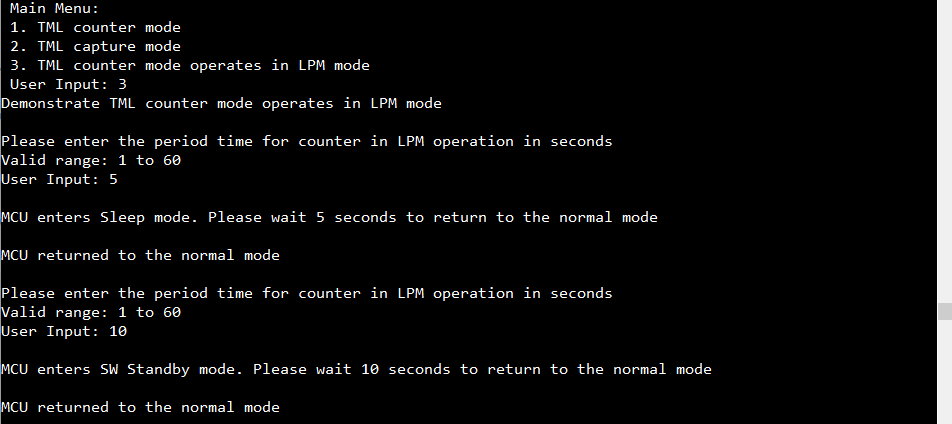 Main Menu:
1. TML counter mode
2. TML capture mode
3. TML counter mode operates in LPM mode
User Input: 3
Demonstrate TML counter mode operates in LPM mode
Please enter the period time for counter in LPM operation in seconds
Valid range: 1 to 60
User Input: 5
MCU enters Sleep mode. Please wait 5 seconds to return to the normal mode
MCU returned to the normal mode
Please enter the period time for counter in LPM operation in seconds
Valid range: 1 to 60
User Input: 10
MCU enters SW Standby mode. Please wait 10 seconds to return to the normal mode
MCU returned to the normal mode